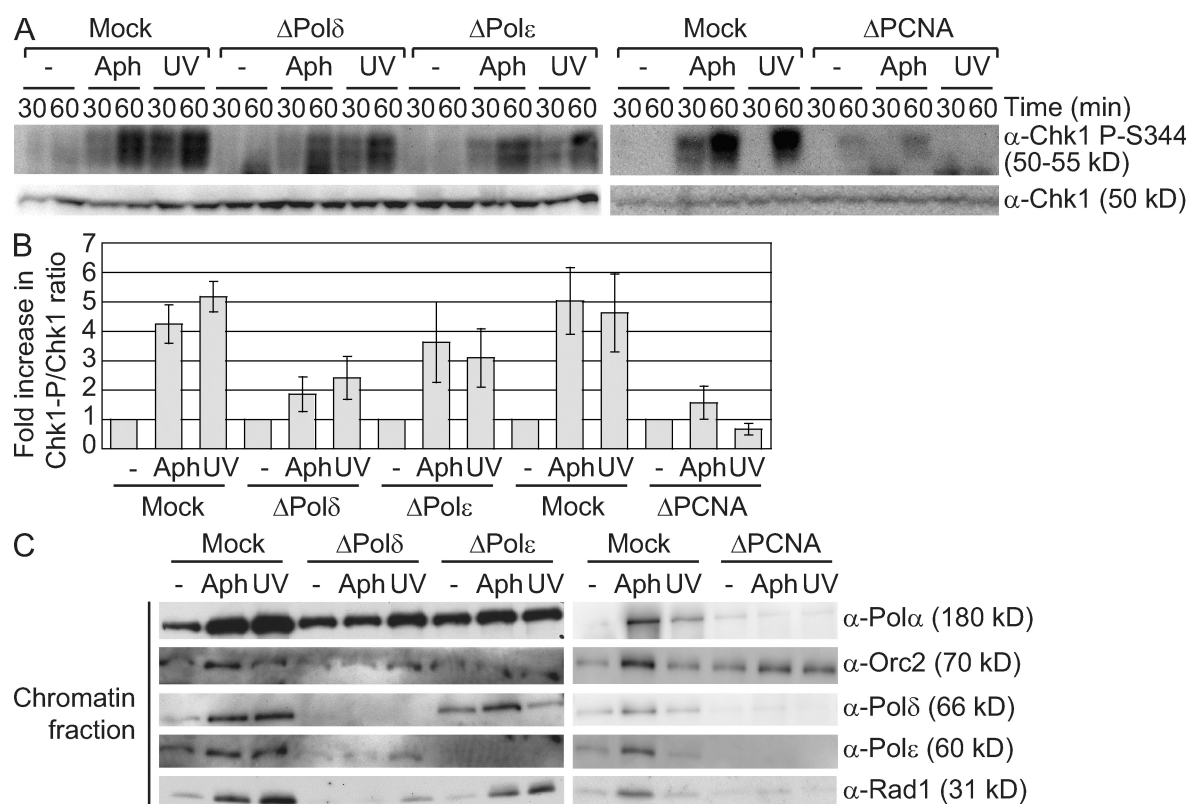 A
Mock ΔPolδ ΔPolε Mock ΔPCNA
- Aph UV - Aph UV - Aph UV - Aph UV - Aph UV
30 60 30 60 30 60 30 60 30 60 30 60 30 60 30 60 30 60 30 60 30 60 30 60 30 60 30 60 30 60 Time (min)
α-Chk1 P-S344
(50-55 kD)
α-Chk1 (50 kD)
B
Fold increase in
Chk1-P/Chk1 ratio
7
6
5
4
3
2
1
0
- Aph UV - Aph UV - Aph UV - Aph UV - Aph UV
Mock ΔPolδ ΔPolε Mock ΔPCNA
C
Mock ΔPolδ ΔPolε Mock ΔPCNA
- Aph UV - Aph UV - Aph UV - Aph UV - Aph UV
Chromatin
fraction
α-Polα (180 kD)
α-Orc2 (70 kD)
α-Polδ (66 kD)
α-Polε (60 kD)
α-Rad1 (31 kD)